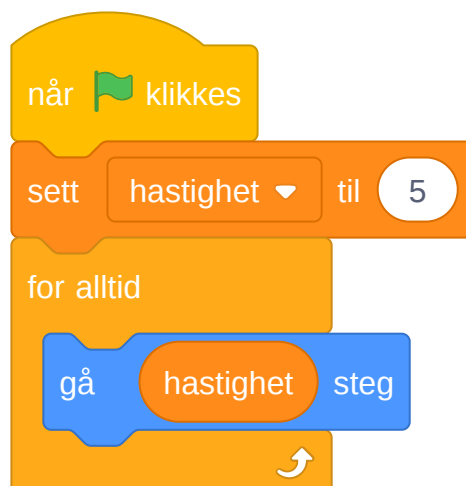 når klikkes
sett hastighet til 5
for alltid
gå hastighet steg